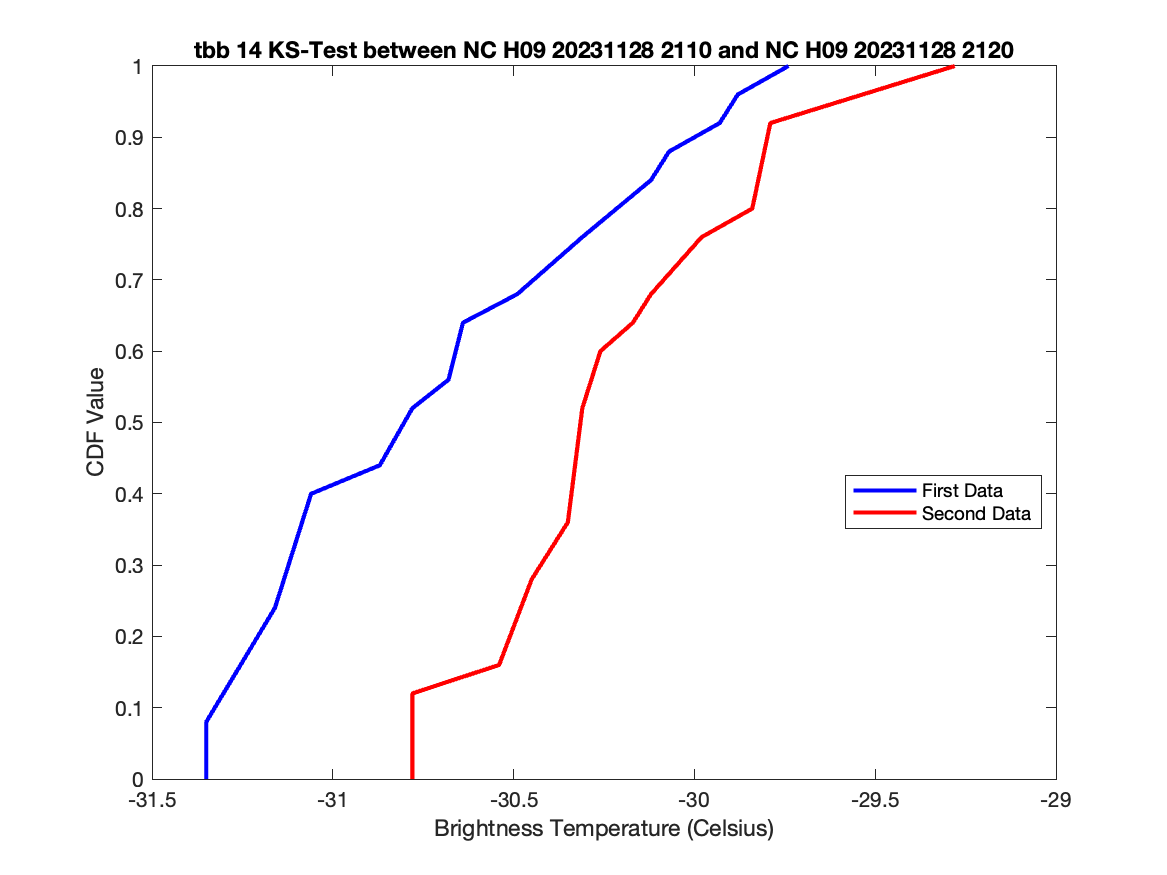 tbb 14 KS-Test between NC H09 20231128 2110 and NC H09 20231128 2120
1
0.9
0.8
0.7
0.6
0.5
0.4
0.3
0.2
0.1
0
CDF Value
First Data
Second Data
-31.5 -31 -30.5 -30 -29.5 -29
Brightness Temperature (Celsius)